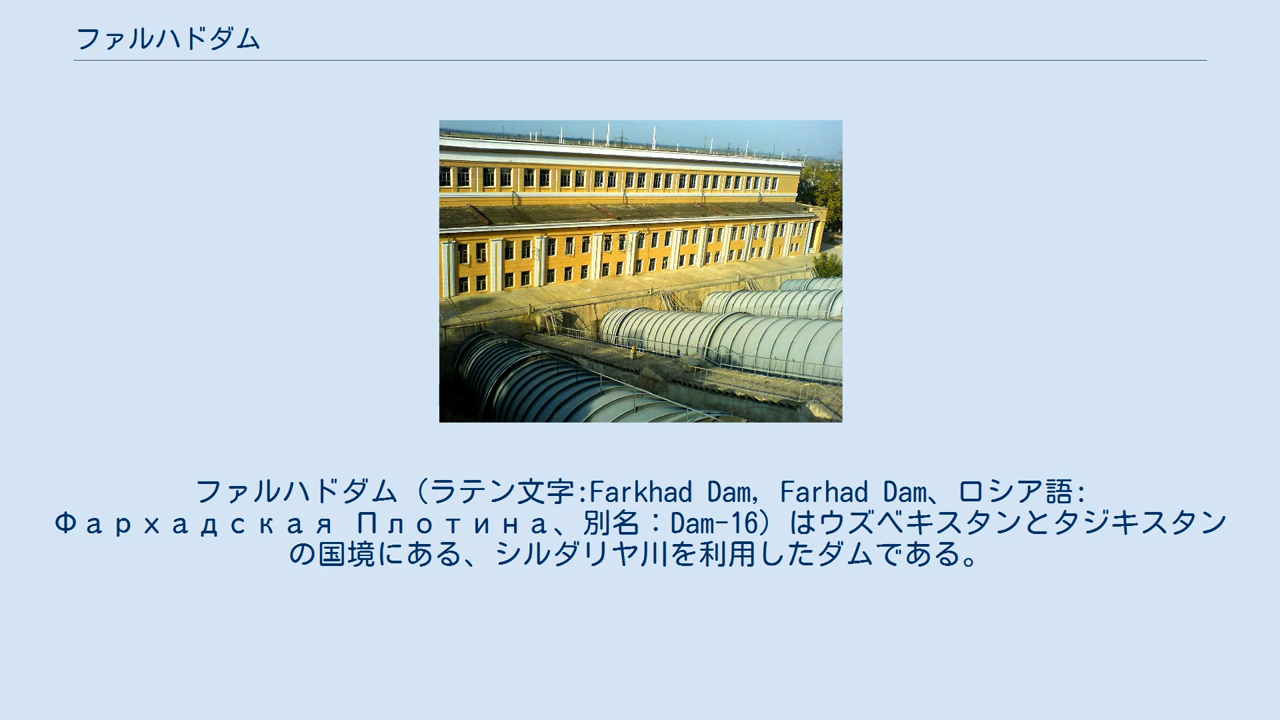 ファルハドダム
ファルハドダム（ラテン文字:Farkhad Dam, Farhad Dam、ロシア語:
Фархадская Плотина、別名：Dam-16）はウズベキスタンとタジキスタン
の国境にある、シルダリヤ川を利用したダムである。